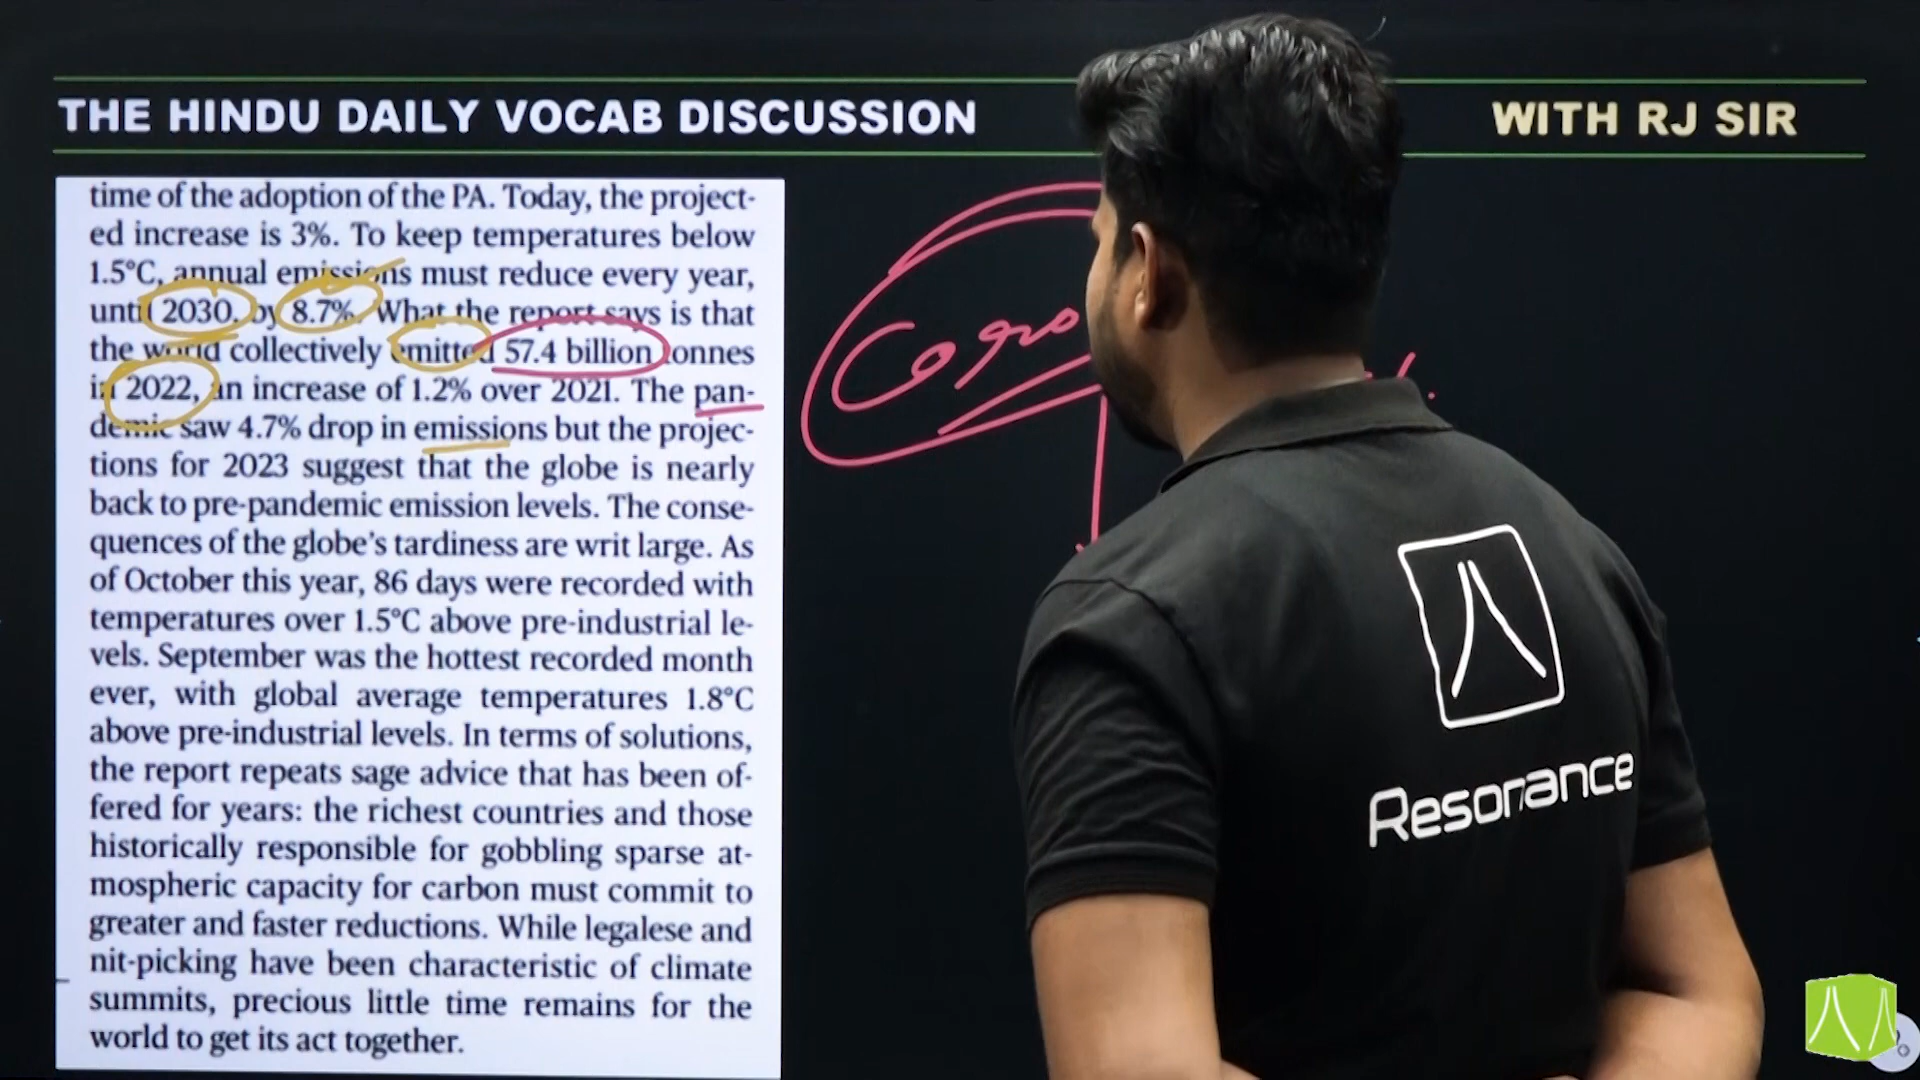 THE HINDU DAILY VOCAB DISCUSSION
WITH RJ SIR
time of the adoption of the PA. Today, the project-
ed increase is 3%. To keep temperatures below
1.5°C, annual emissions must reduce every year,
until 2030, by 8.7%. What the report says is that
the world collectively emitted 57.4 billion tonnes
in 2022, an increase of 1.2% over 2021. The pan-
demic saw 4.7% drop in emissions but the projec-
tions for 2023 suggest that the globe is nearly
back to pre-pandemic emission levels. The conse-
quences of the globe's tardiness are writ large. As
of October this year, 86 days were recorded with
temperatures over 1.5°C above pre-industrial le-
vels. September was the hottest recorded month
ever, with global average temperatures 1.8°C
above pre-industrial levels. In terms of solutions,
the report repeats sage advice that has been of-
fered for years: the richest countries and those
historically responsible for gobbling sparse at-
mospheric capacity for carbon must commit to
greater and faster reductions. While legalese and
nit-picking have been characteristic of climate
summits, precious little time remains for the
world to get its act together.
Coro
Resonance